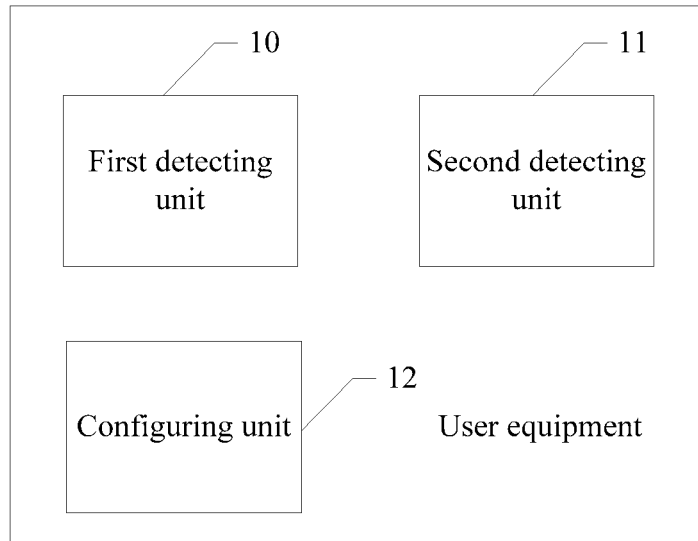 10
11
First detecting
unit
Second detecting
unit
12
Configuring unit
User equipment